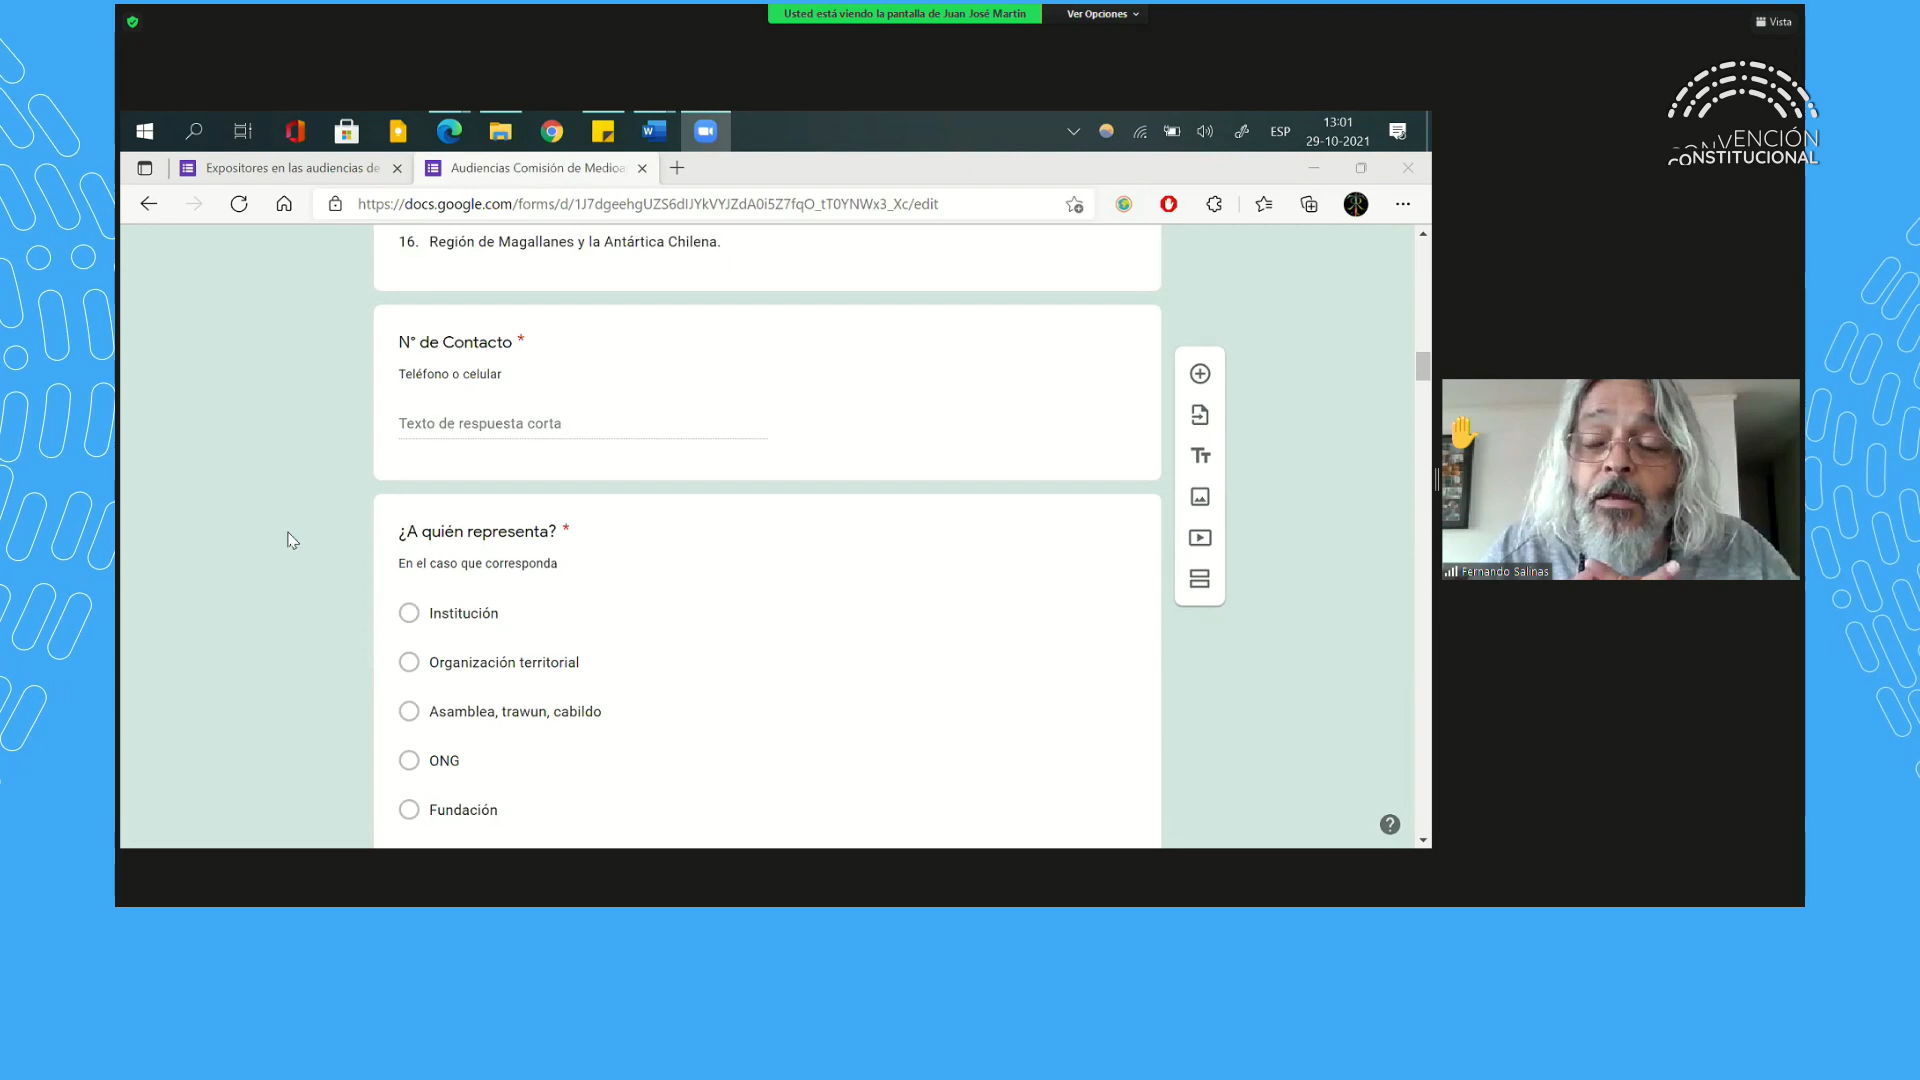 Usted está viendo la pantalla de Juan José Martin
Ver Opciones
Vista
CONVENCIÓN
CONSTITUCIONAL
ESP
13:01
29-10-2021
Expositores en las audiencias de
Audiencias Comisión de Medioa
https://docs.google.com/forms/d/1J7dgeehgUZS6dIJYkVYJZdA0i5Z7fqO_tT0YNWx3_Xc/edit
16. Región de Magallanes y la Antártica Chilena.
N° de Contacto *
Teléfono o celular
Texto de respuesta corta
¿A quién representa? *
En el caso que corresponda
Institución
Organización territorial
Asamblea, trawun, cabildo
ONG
Fundación
Fernando Salinas